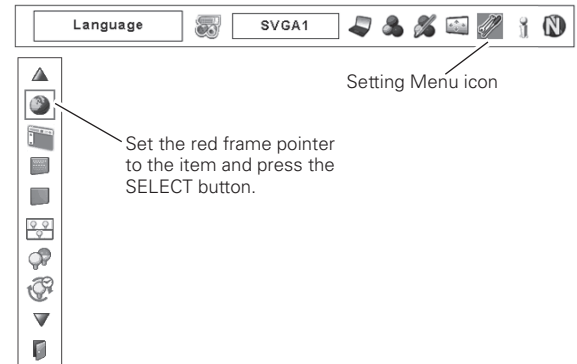 Language
SVGA1
N
Setting Menu icon
Set the red frame pointer
to the item and press the
SELECT button.